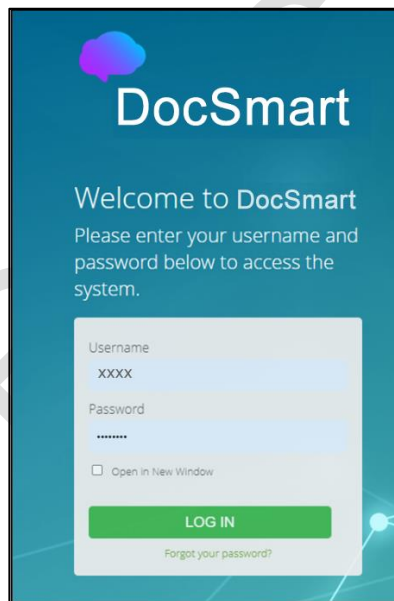 DocSmart
Welcome to DocSmart
Please enter your username and
password below to access the
system.
Username
XXXX
Password
••••••••
Open in New Window
LOG IN
Forgot your password?